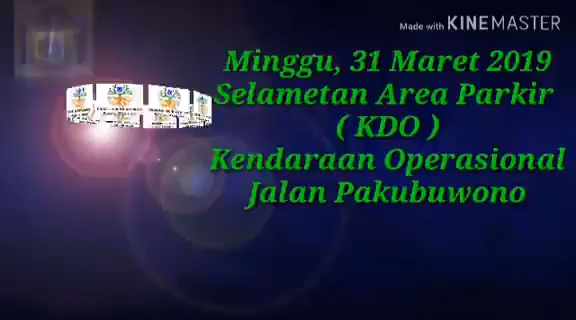 Made with KINEMASTER
Minggu, 31 Maret 2019
Selametan Area Parkir
( KDO )
Kendaraan Operasional
Jalan Pakubuwono